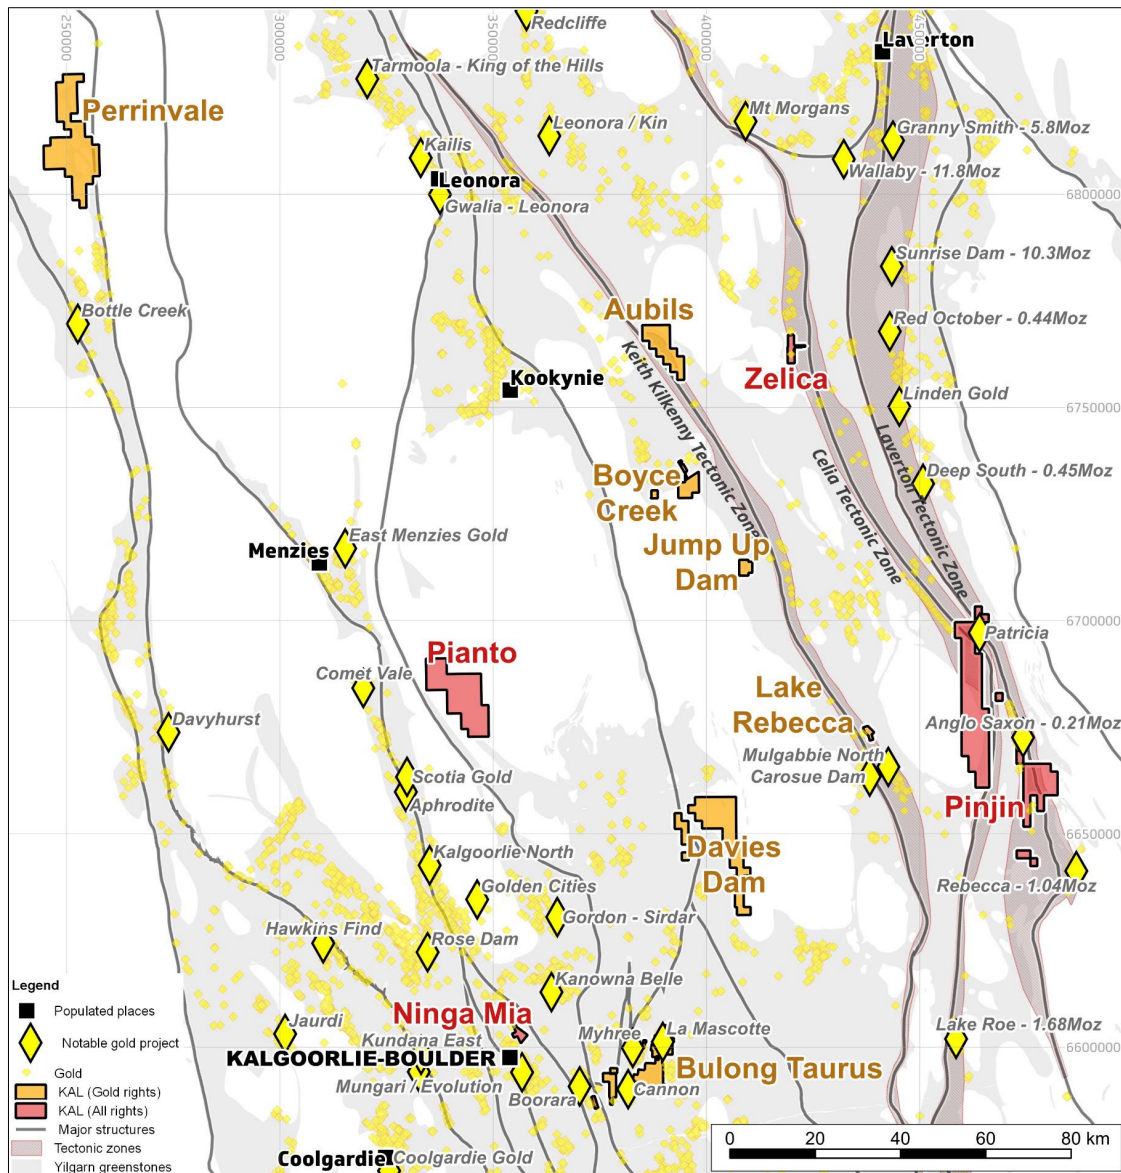 Redcliffe
Laverton
2500000
300000
3500000
400000
4500000
Tarmoola - King of the Hills
Perrinvale
Mt Morgans
Leonora / Kin
Granny Smith - 5.8Moz
Kailis
Wallaby - 11.8Moz
Leonora
6800000
Gwalia - Leonora
Sunrise Dam - 10.3Moz
Bottle Creek
Aubils
Red October - 0.44Moz
Keith Kilkenny Tectonic Zone
Zelica
Kookynie
Linden Gold
6750000
Laverton Tectonic Zone
Celia Tectonic Zone
Boyce
Creek
Deep South - 0.45Moz
East Menzies Gold
Menzies
Jump Up
Dam
6700000
Patricia
Pianto
Comet Vale
Lake
Rebecca
Davyhurst
Anglo Saxon - 0.21Moz
Mulgabbie North
Carosue Dam
Scotia Gold
Aphrodite
Pinjin
6650000
Davies
Dam
Kalgoorlie North
Golden Cities
Rebecca - 1.04Moz
Gordon - Sirdar
Hawkins Find
Rose Dam
Kanowna Belle
Legend
Populated places
Notable gold project
Gold
KAL (Gold rights)
KAL (All rights)
Major structures
Tectonic zones
Yilgarn greenstones
Ninga Mia
Jaurdi
Kundana East
Myhree
La Mascotte
Lake Roe - 1.68Moz
6600000
KALGOORLIE-BOULDER
Bulong Taurus
Mungari / Evolution
Boorara
Cannon
Coolgardie
Coolgardie Gold
0 20 40 60 80 km